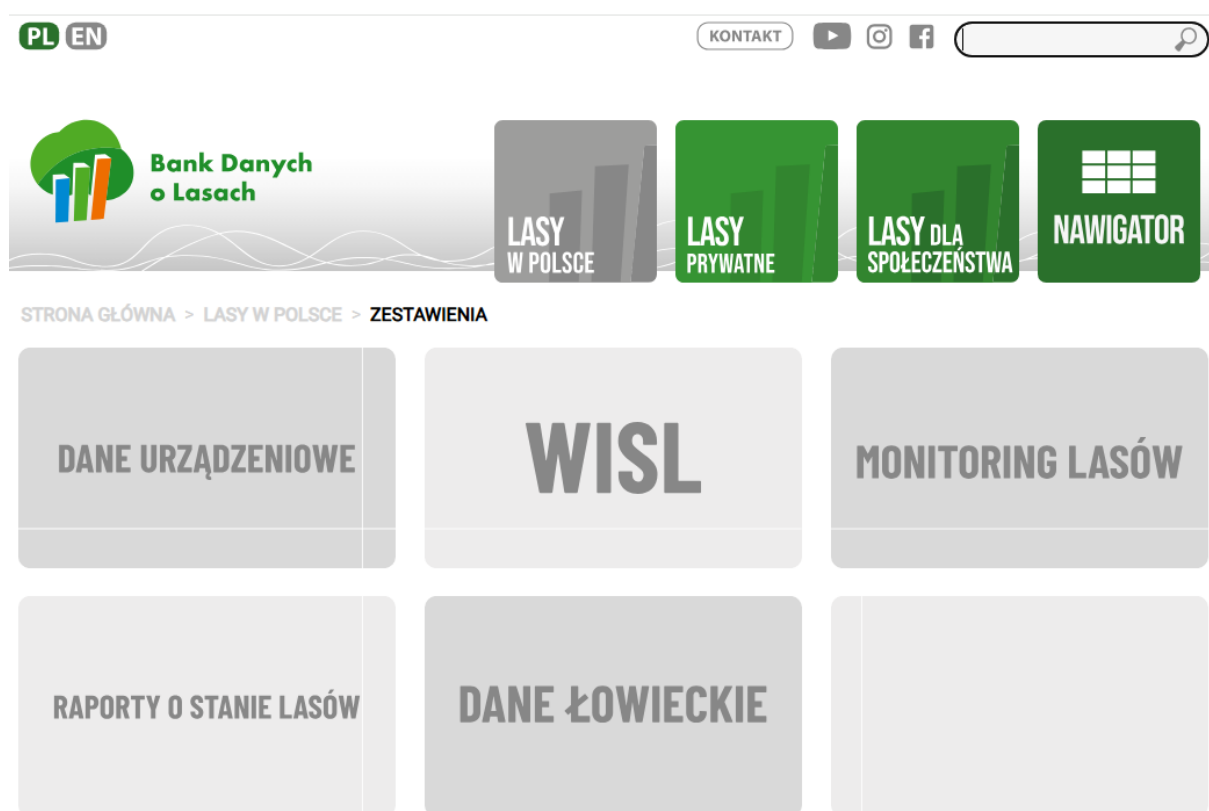 PL EN
KONTAKT
Bank Danych
o Lasach
LASY
W POLSCE
LASY
PRYWATNE
LASY DLA
SPOŁECZEŃSTWA
NAWIGATOR
STRONA GŁÓWNA > LASY W POLSCE > ZESTAWIENIA
DANE URZĄDZENIOWE
WISL
MONITORING LASÓW
RAPORTY O STANIE LASÓW
DANE ŁOWIECKIE